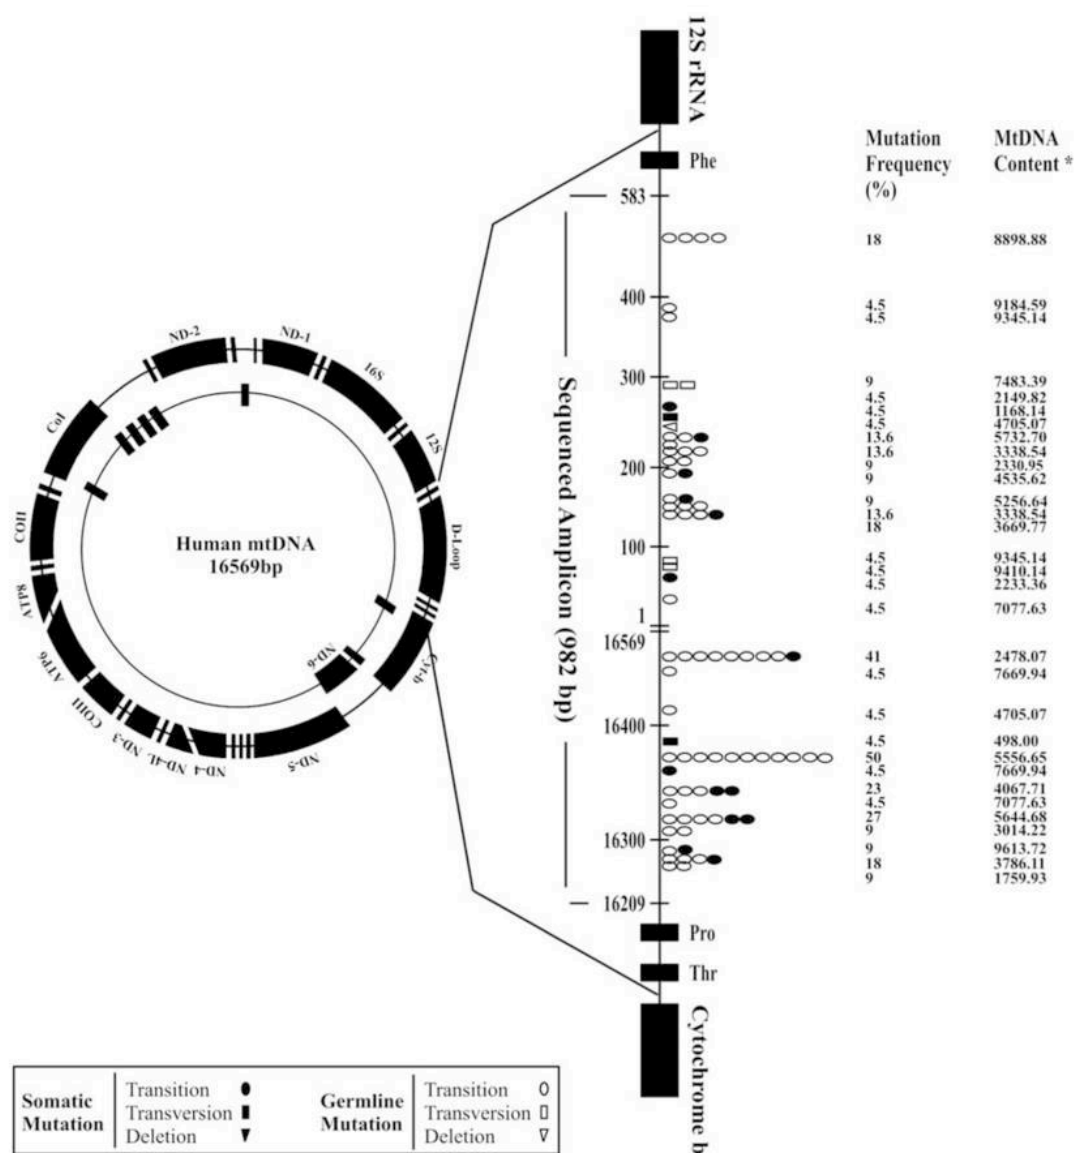 12S rRNA
Phe
583
400
300
200
100
1
16569
16400
16300
16209
Pro
Thr
Cytochrome b
Sequenced Amplicon (982 bp)
Mutation Frequency (%)
MtDNA Content *
18 8898.88
4.5 9184.59
4.5 9345.14
9 7483.39
4.5 2149.82
4.5 1168.14
4.5 4705.07
13.6 5732.70
13.6 3338.54
9 2330.95
9 4535.62
9 5256.64
13.6 3338.54
18 3669.77
4.5 9345.14
4.5 9410.14
4.5 2233.36
4.5 7077.63
41 2478.07
4.5 7669.94
4.5 4705.07
4.5 498.00
50 5556.65
4.5 7669.94
23 4067.71
4.5 7077.63
27 5644.68
9 3014.22
9 9613.72
18 3786.11
9 1759.93
Human mtDNA
16569bp
ND-2
ND-1
16S
12S
D-Loop
Cyt-b
ND-6
ND-5
ND-4
ND-4L
ND-3
COIII
ATP6
ATP8
COII
CoI
Somatic Mutation
Transition
Transversion
Deletion
Germline Mutation
Transition
Transversion
Deletion